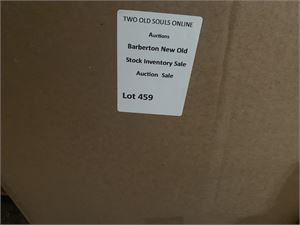 TWO OLD SOULS ONLINE
Auctions
Barberton New Old
Stock Inventory Sale
Auction Sale
Lot 459